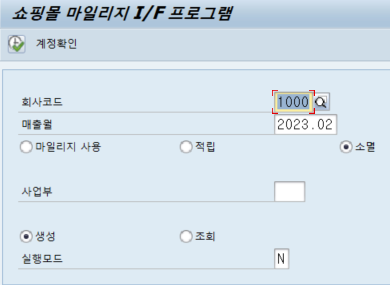 쇼핑몰 마일리지 I/F 프로그램
계정확인
회사코드 1000
매출월 2023.02
마일리지 사용 적립 소멸
사업부
생성 조회
실행모드 N